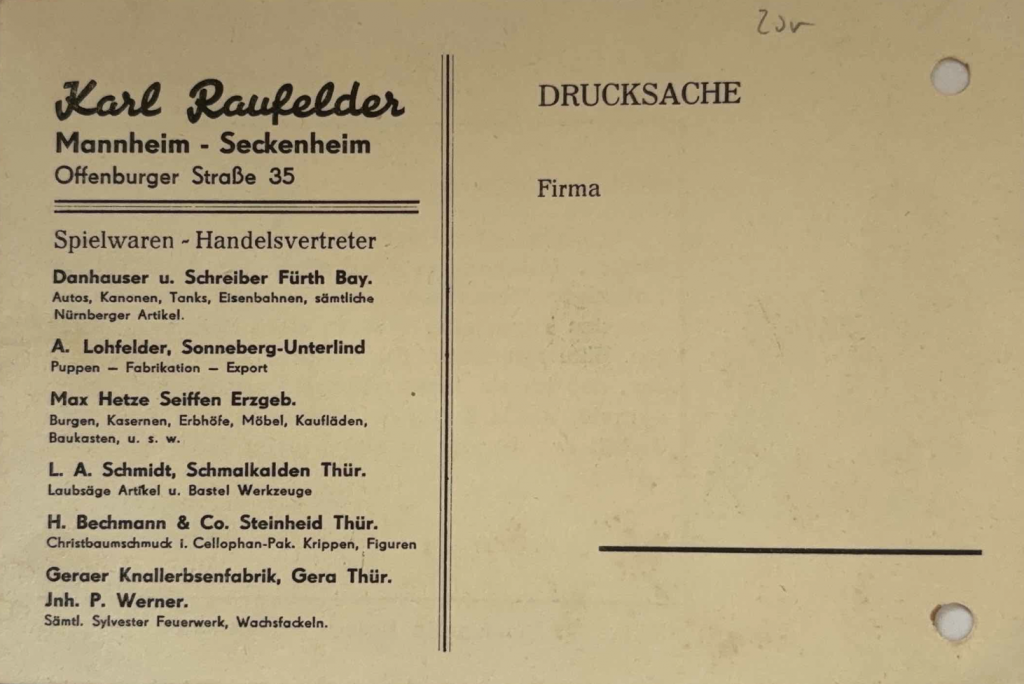 Karl Raufelder
Mannheim - Seckenheim
Offenburger Straße 35
Spielwaren - Handelsvertreter
Danhauser u. Schreiber Fürth Bay.
Autos, Kanonen, Tanks, Eisenbahnen, sämtliche
Nürnberger Artikel.
A. Lohfelder, Sonneberg-Unterlind
Puppen — Fabrikation — Export
Max Hetze Seiffen Erzgeb.
Burgen, Kasernen, Erbhöfe, Möbel, Kaufläden,
Baukasten, u. s. w.
L. A. Schmidt, Schmalkalden Thür.
Laubsäge Artikel u. Bastel Werkzeuge
H. Bechmann & Co. Steinheid Thür.
Christbaumschmuck i. Cellophan-Pak. Krippen, Figuren
Geraer Knallerbsenfabrik, Gera Thür.
Jnh. P. Werner.
Sämtl. Sylvester Feuerwerk, Wachsfackeln.
DRUCKSACHE
Firma